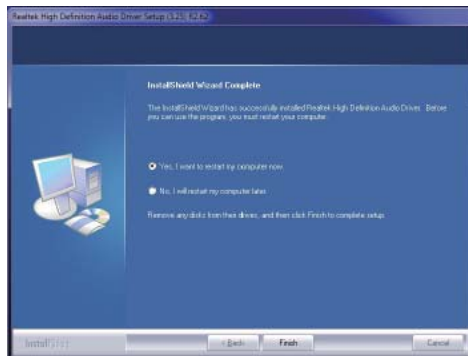 Realtek High Definition Audio Driver Setup (3.25) R2.62
InstallShield Wizard Complete
The InstallShield Wizard has successfully installed Realtek High Definition Audio Driver. Before
you can use the program, you must restart your computer.
Yes, I want to restart my computer now.
No, I will restart my computer later.
Remove any disks from their drives, and then click Finish to complete setup.
InstallShield
< Back
Finish
Cancel